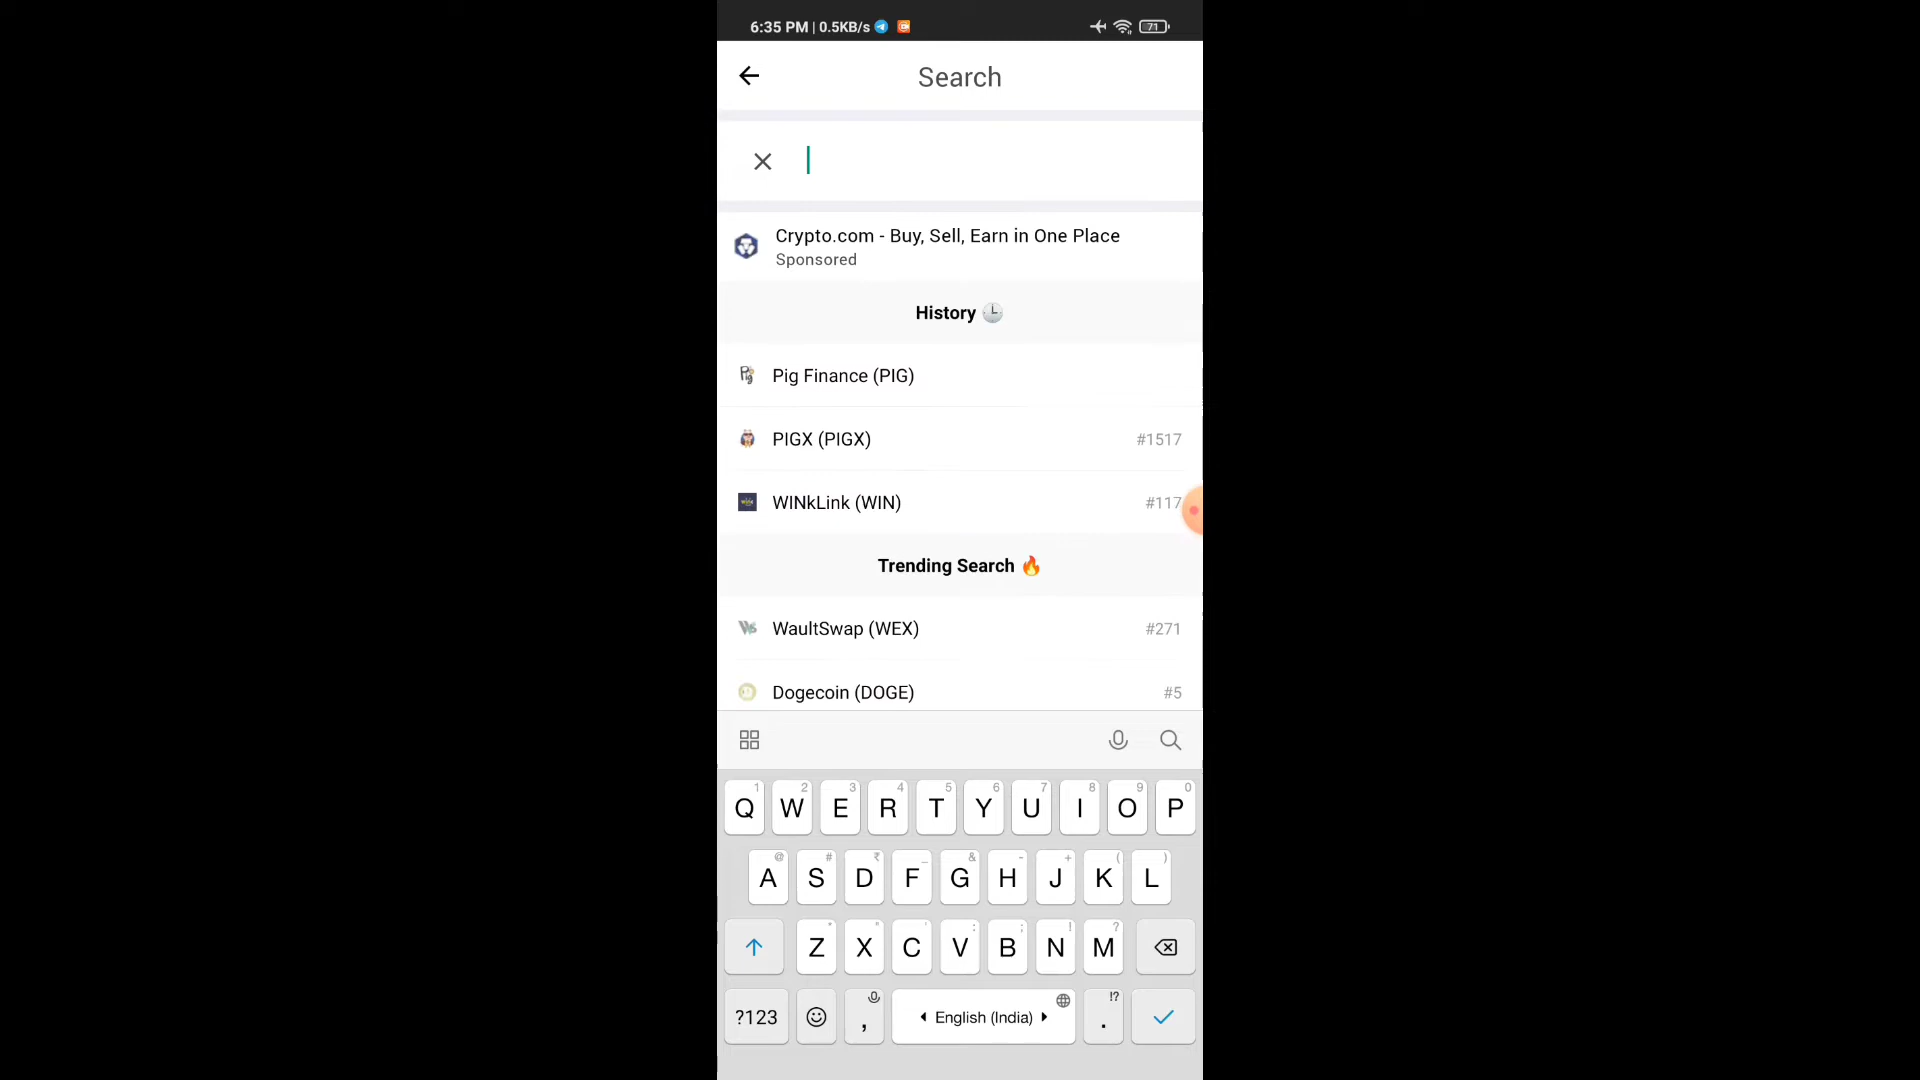 6:35 PM | 0.5KB/s 71
Search
Crypto.com - Buy, Sell, Earn in One Place
Sponsored
History
Pig Finance (PIG)
PIGX (PIGX) #1517
WINkLink (WIN) #117
Trending Search
WaultSwap (WEX) #271
Dogecoin (DOGE) #5
1 2 3 4 5 6 7 8 9 0
Q W E R T Y U I O P
@ # ₹ _ & - + ( )
A S D F G H J K L
* " ' : ; ! ?
Z X C V B N M
!?
?123 , English (India) .